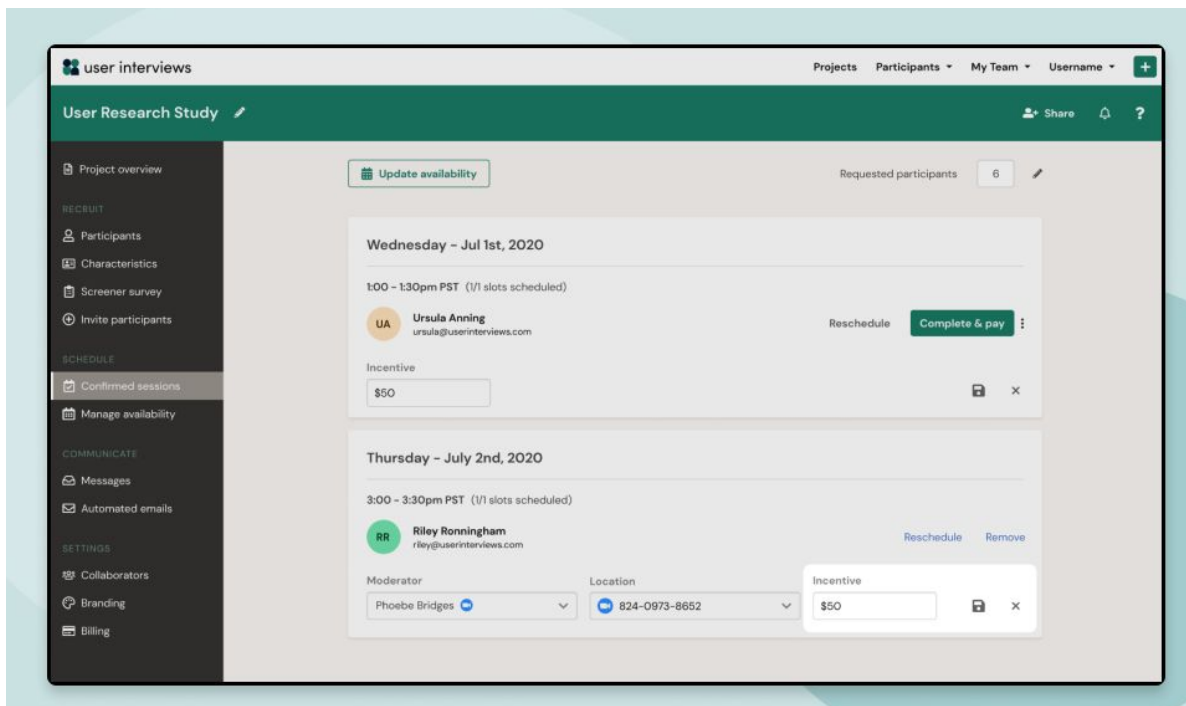 user interviews
Projects Participants My Team Username +
User Research Study
Share ?
Project overview
RECRUIT
Participants
Characteristics
Screener survey
Invite participants
SCHEDULE
Confirmed sessions
Manage availability
COMMUNICATE
Messages
Automated emails
SETTINGS
Collaborators
Branding
Billing
Update availability
Requested participants 6
Wednesday - Jul 1st, 2020
1:00 - 1:30pm PST (1/1 slots scheduled)
UA
Ursula Anning
ursula@userinterviews.com
Reschedule Complete & pay
Incentive
$50
Thursday - July 2nd, 2020
3:00 - 3:30pm PST (1/1 slots scheduled)
RR
Riley Ronningham
riley@userinterviews.com
Reschedule Remove
Moderator Location Incentive
Phoebe Bridges 824-0973-8652 $50